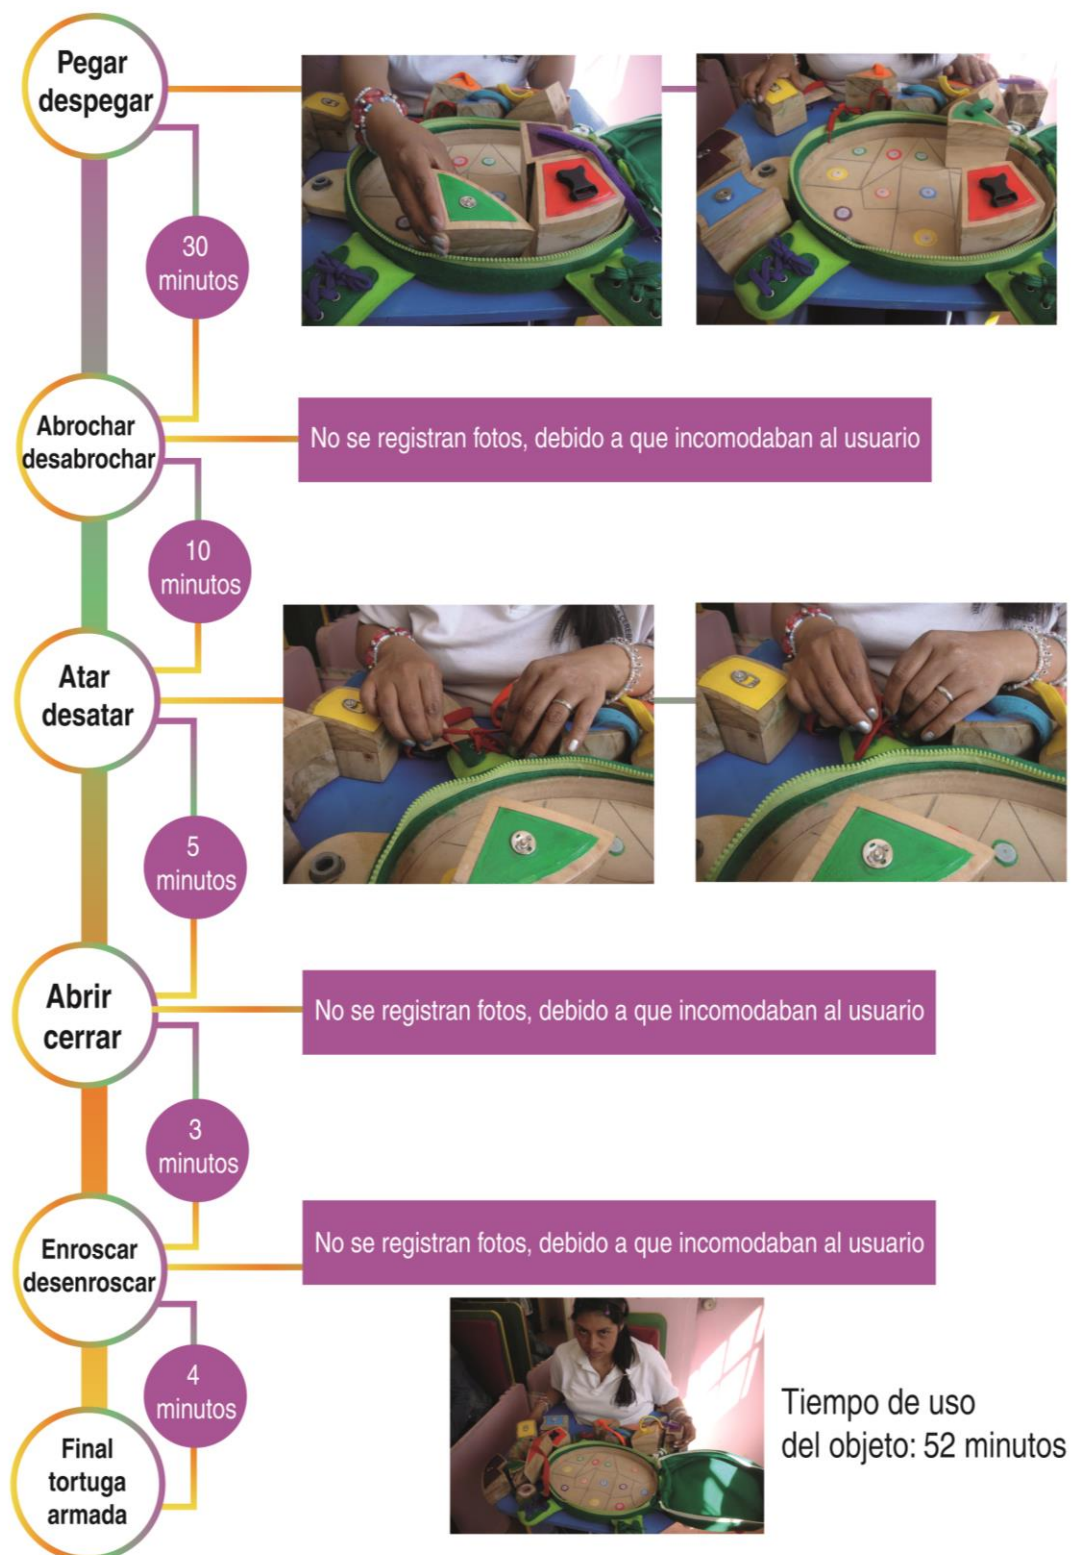 Pegar
despegar
30
minutos
Abrochar
desabrochar
No se registran fotos, debido a que incomodaban al usuario
10
minutos
Atar
desatar
5
minutos
Abrir
cerrar
No se registran fotos, debido a que incomodaban al usuario
3
minutos
Enroscar
desenroscar
No se registran fotos, debido a que incomodaban al usuario
4
minutos
Final
tortuga
armada
Tiempo de uso
del objeto: 52 minutos